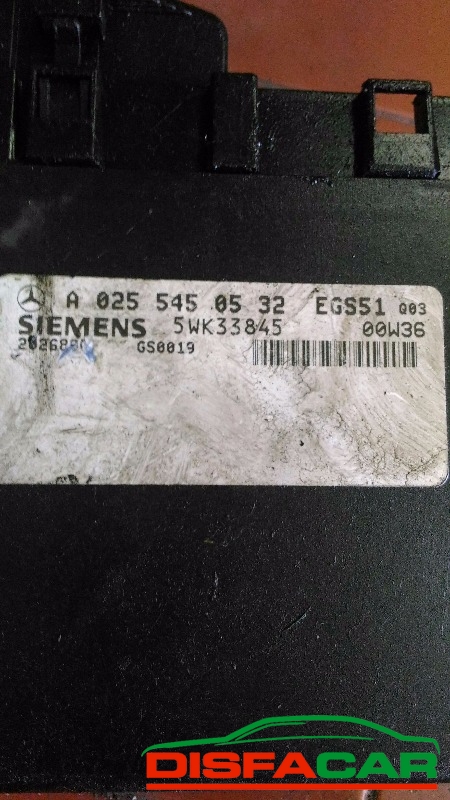 A 025 545 05 32 EGS51 Q03
SIEMENS 5WK33845 00W36
GS0019
DISFACAR